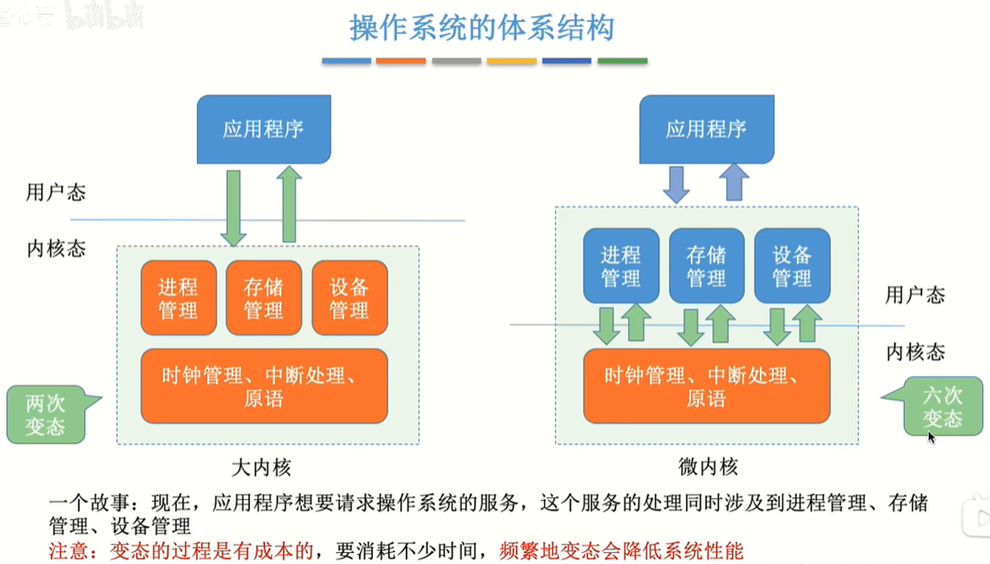 bilibili
操作系统的体系结构
应用程序
应用程序
用户态
内核态
进程
管理
存储
管理
设备
管理
时钟管理、中断处理、
原语
两次
变态
大内核
进程
管理
存储
管理
设备
管理
用户态
内核态
时钟管理、中断处理、
原语
六次
变态
微内核
一个故事：现在，应用程序想要请求操作系统的服务，这个服务的处理同时涉及到进程管理、存储
管理、设备管理
注意：变态的过程是有成本的，要消耗不少时间，频繁地变态会降低系统性能